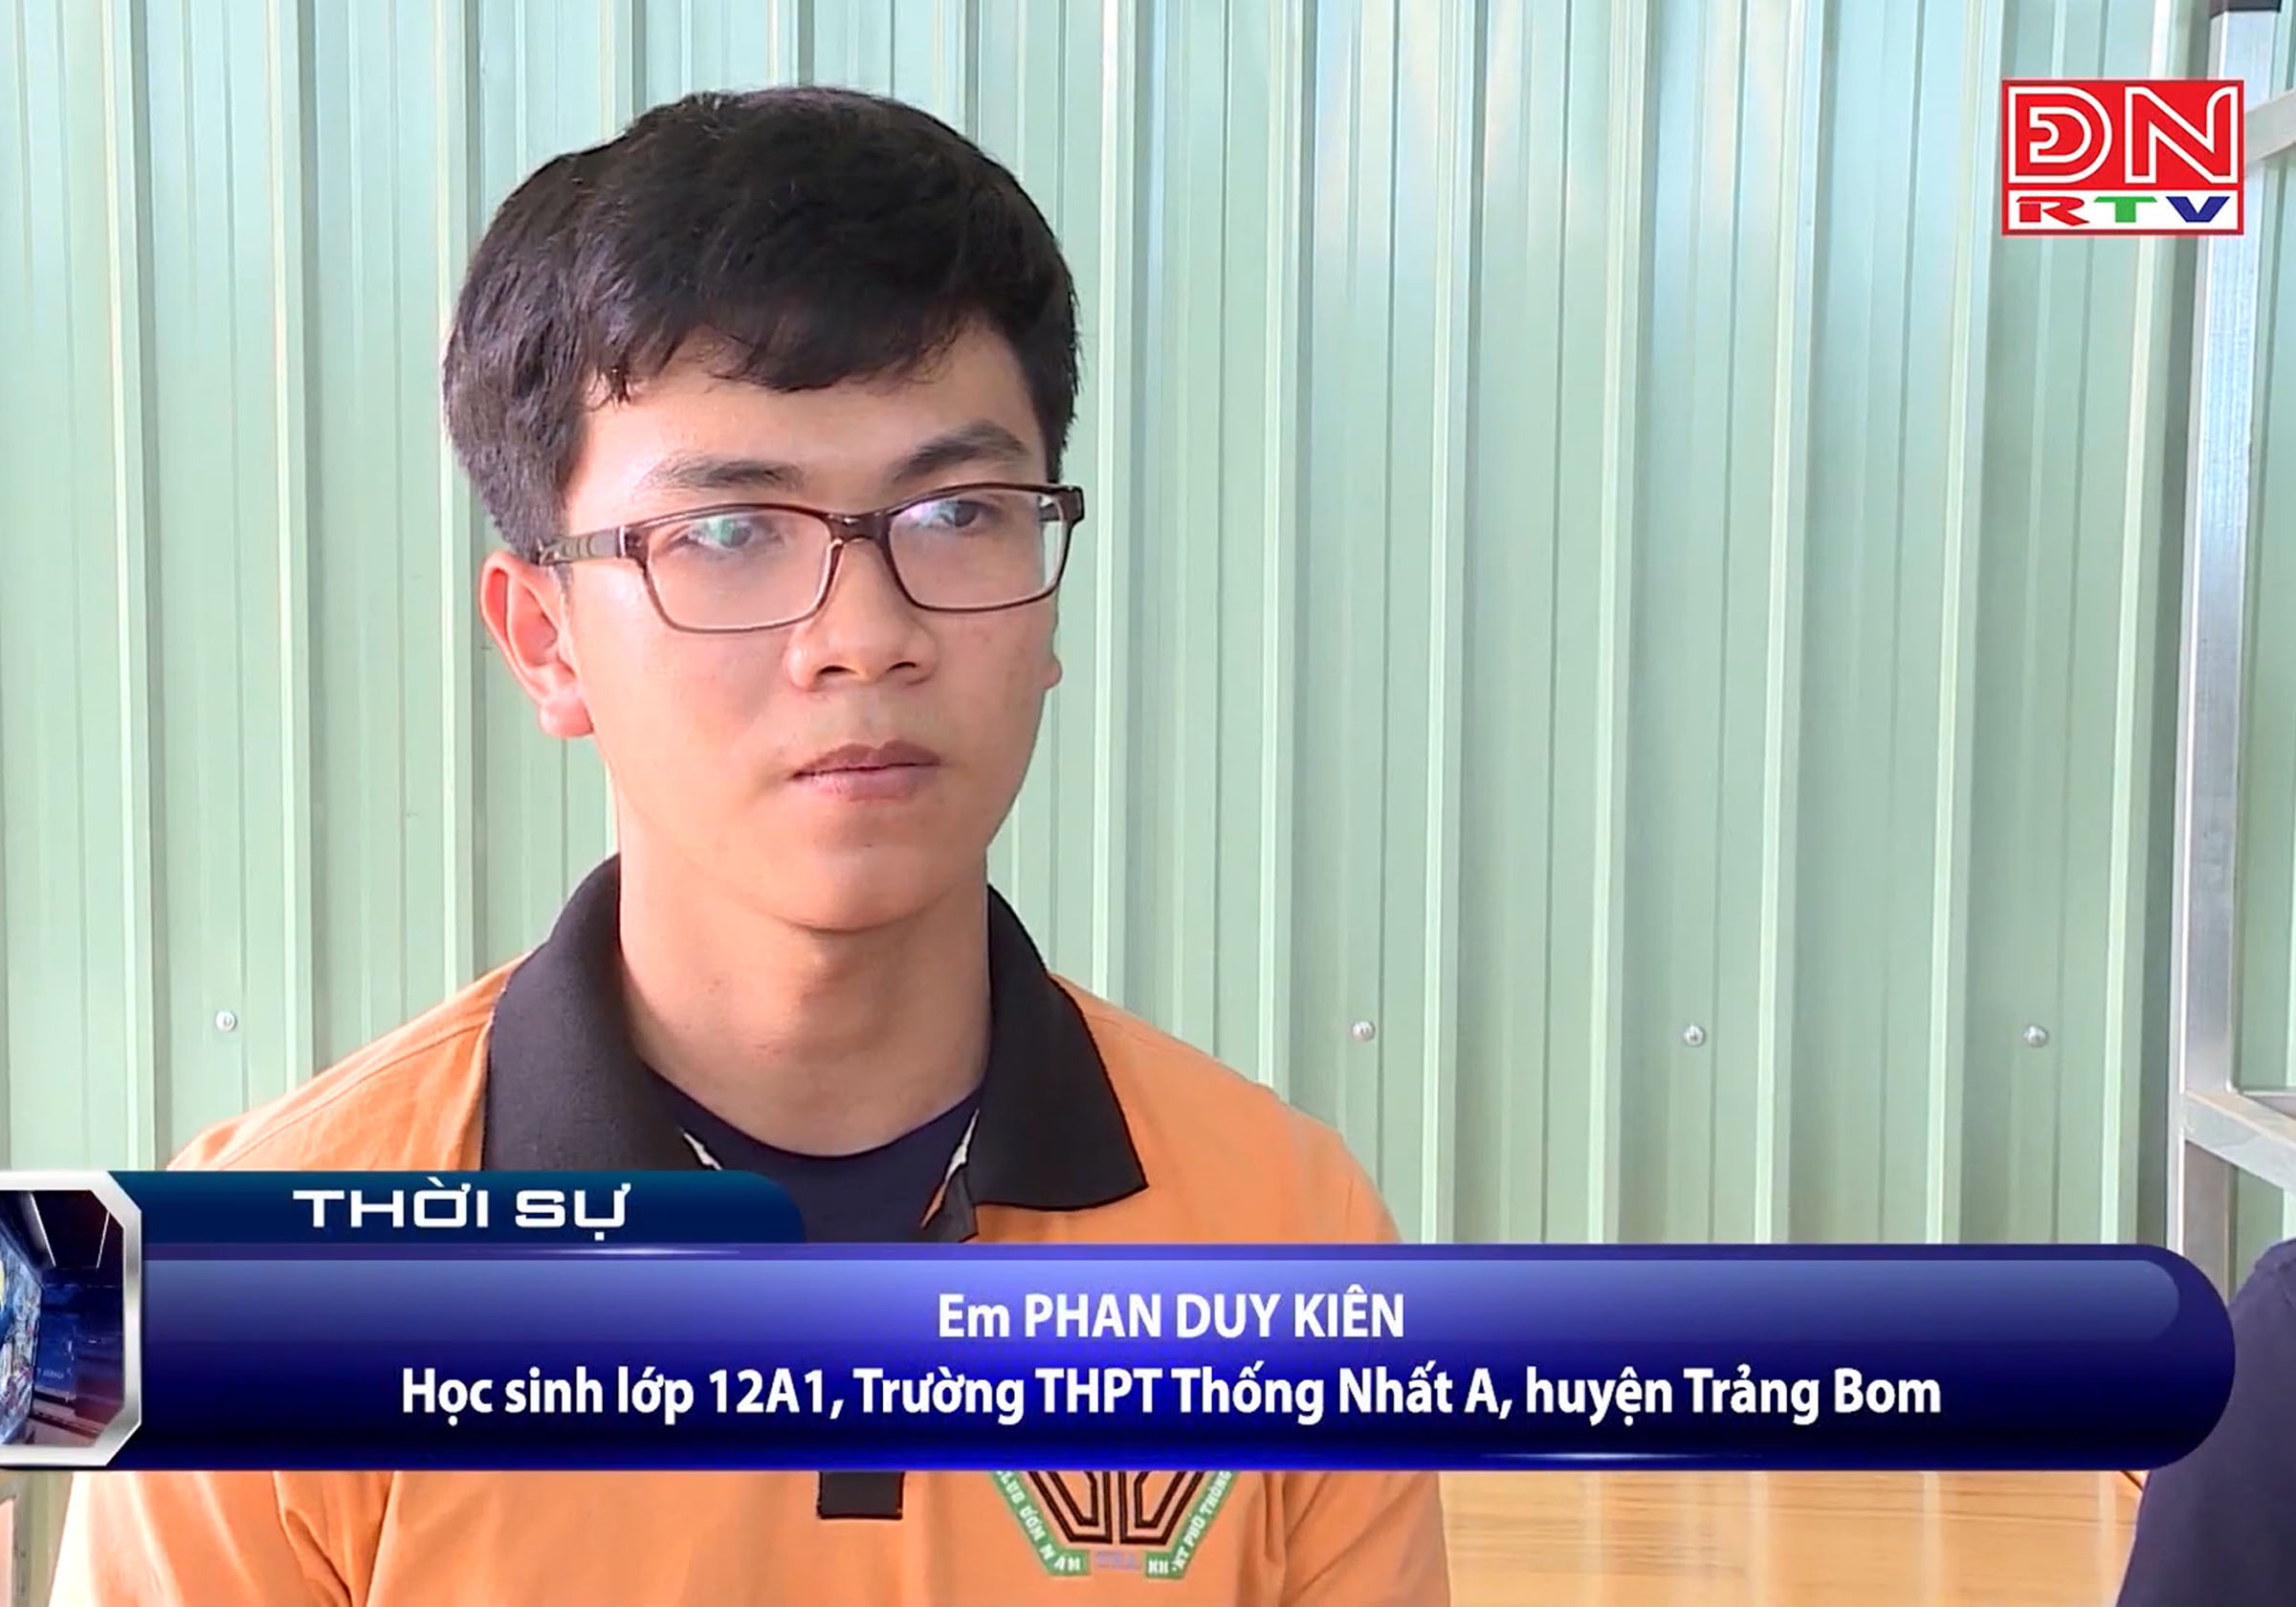 ĐN
RTV
THỜI SỰ
Em PHAN DUY KIÊN
Học sinh lớp 12A1, Trường THPT Thống Nhất A, huyện Trảng Bom